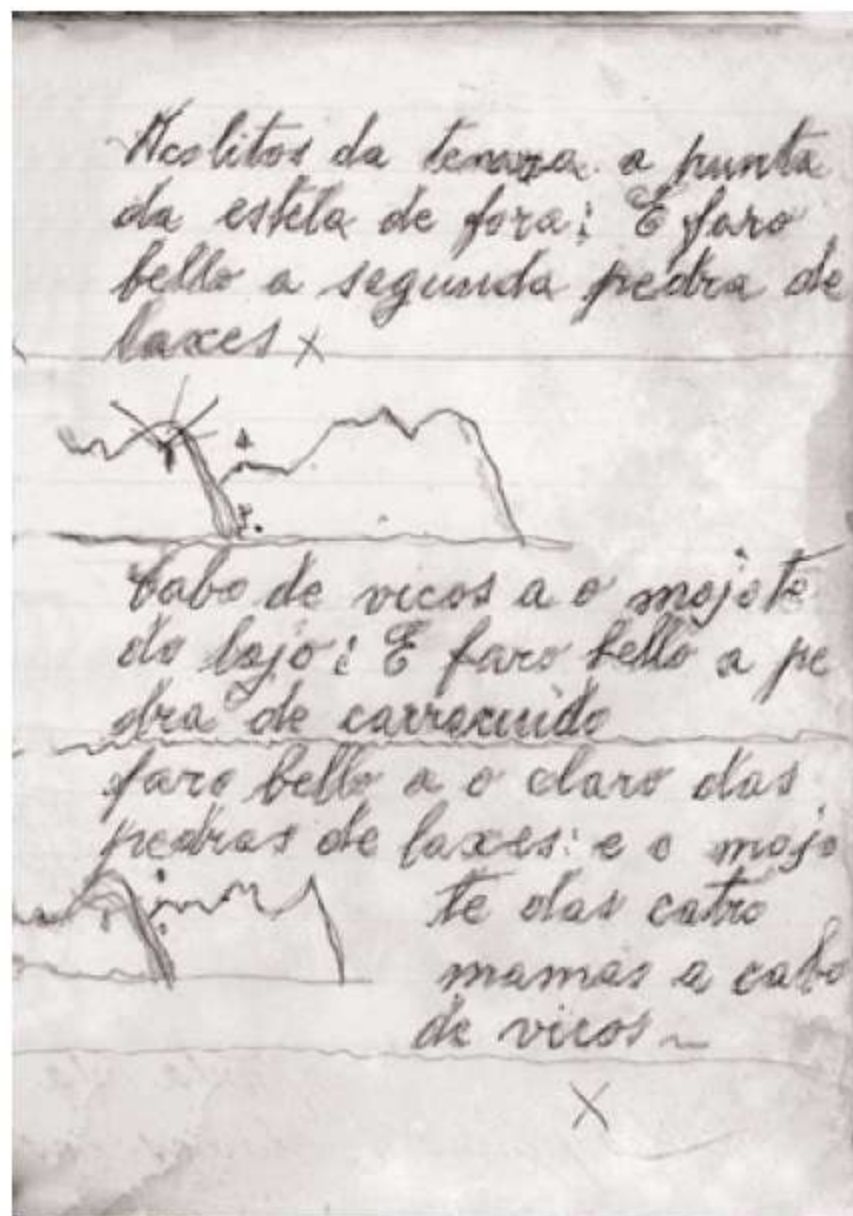 Acolitos da tenaza a punta
da estela de fora; E faro
bello a segunda pedra de
laxes X
Cabo de vicos a o mojote
do bajo; E faro bello a pe
dra de carracuido
faro bello a o claro das
pedras de laxes: e o mojo
te das catro
mamas a cabo
de vicos ~
X